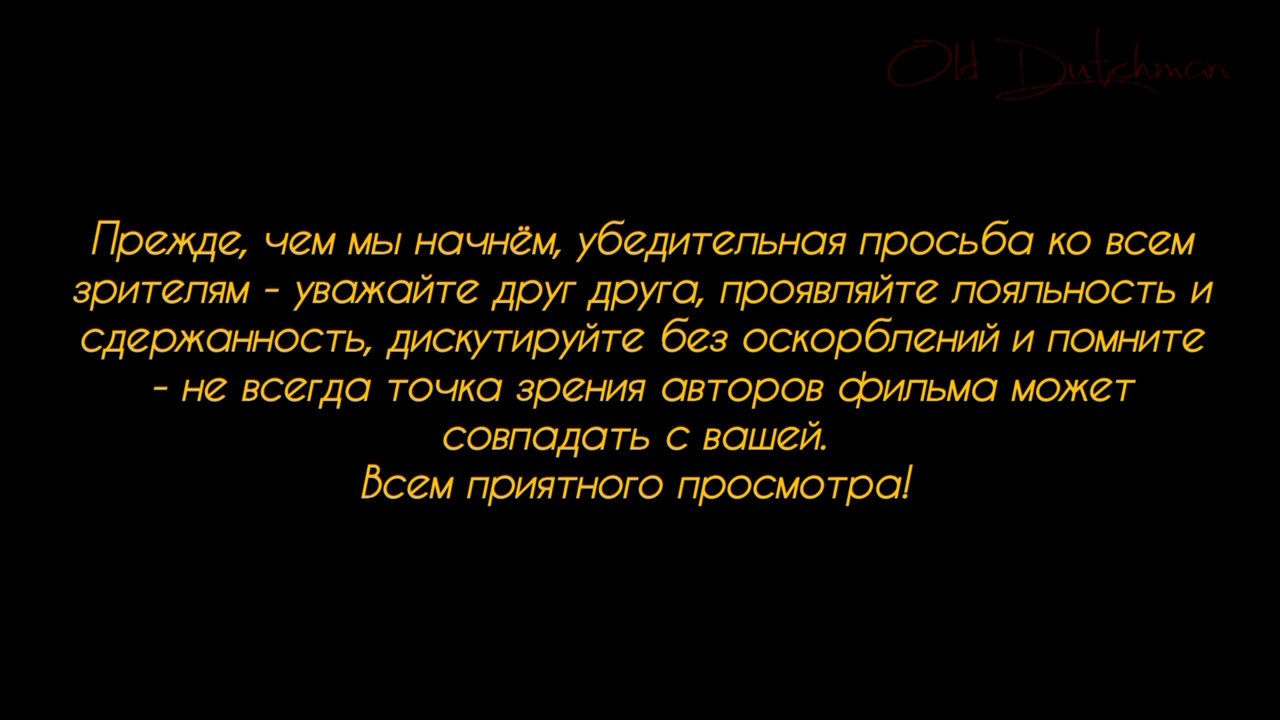 Old Dutchman
Прежде, чем мы начнём, убедительная просьба ко всем
зрителям - уважайте друг друга, проявляйте лояльность и
сдержанность, дискутируйте без оскорблений и помните
- не всегда точка зрения авторов фильма может
совпадать с вашей.
Всем приятного просмотра!